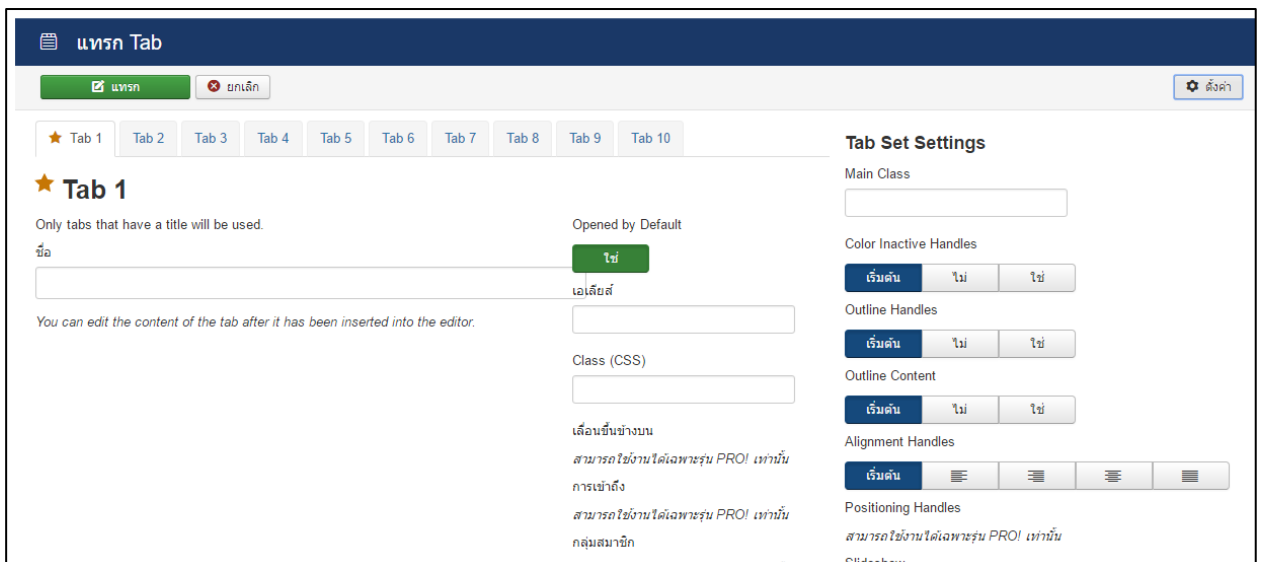 แทรก Tab
แทรก ยกเลิก ตั้งค่า
Tab 1 Tab 2 Tab 3 Tab 4 Tab 5 Tab 6 Tab 7 Tab 8 Tab 9 Tab 10
Tab 1
Only tabs that have a title will be used.
ชื่อ
You can edit the content of the tab after it has been inserted into the editor.
Opened by Default
ใช่
เอเลียส์
Class (CSS)
เลื่อนขึ้นข้างบน
สามารถใช้งานได้เฉพาะรุ่น PRO! เท่านั้น
การเข้าถึง
สามารถใช้งานได้เฉพาะรุ่น PRO! เท่านั้น
กลุ่มสมาชิก
Tab Set Settings
Main Class
Color Inactive Handles
เริ่มต้น ไม่ ใช่
Outline Handles
เริ่มต้น ไม่ ใช่
Outline Content
เริ่มต้น ไม่ ใช่
Alignment Handles
เริ่มต้น
Positioning Handles
สามารถใช้งานได้เฉพาะรุ่น PRO! เท่านั้น